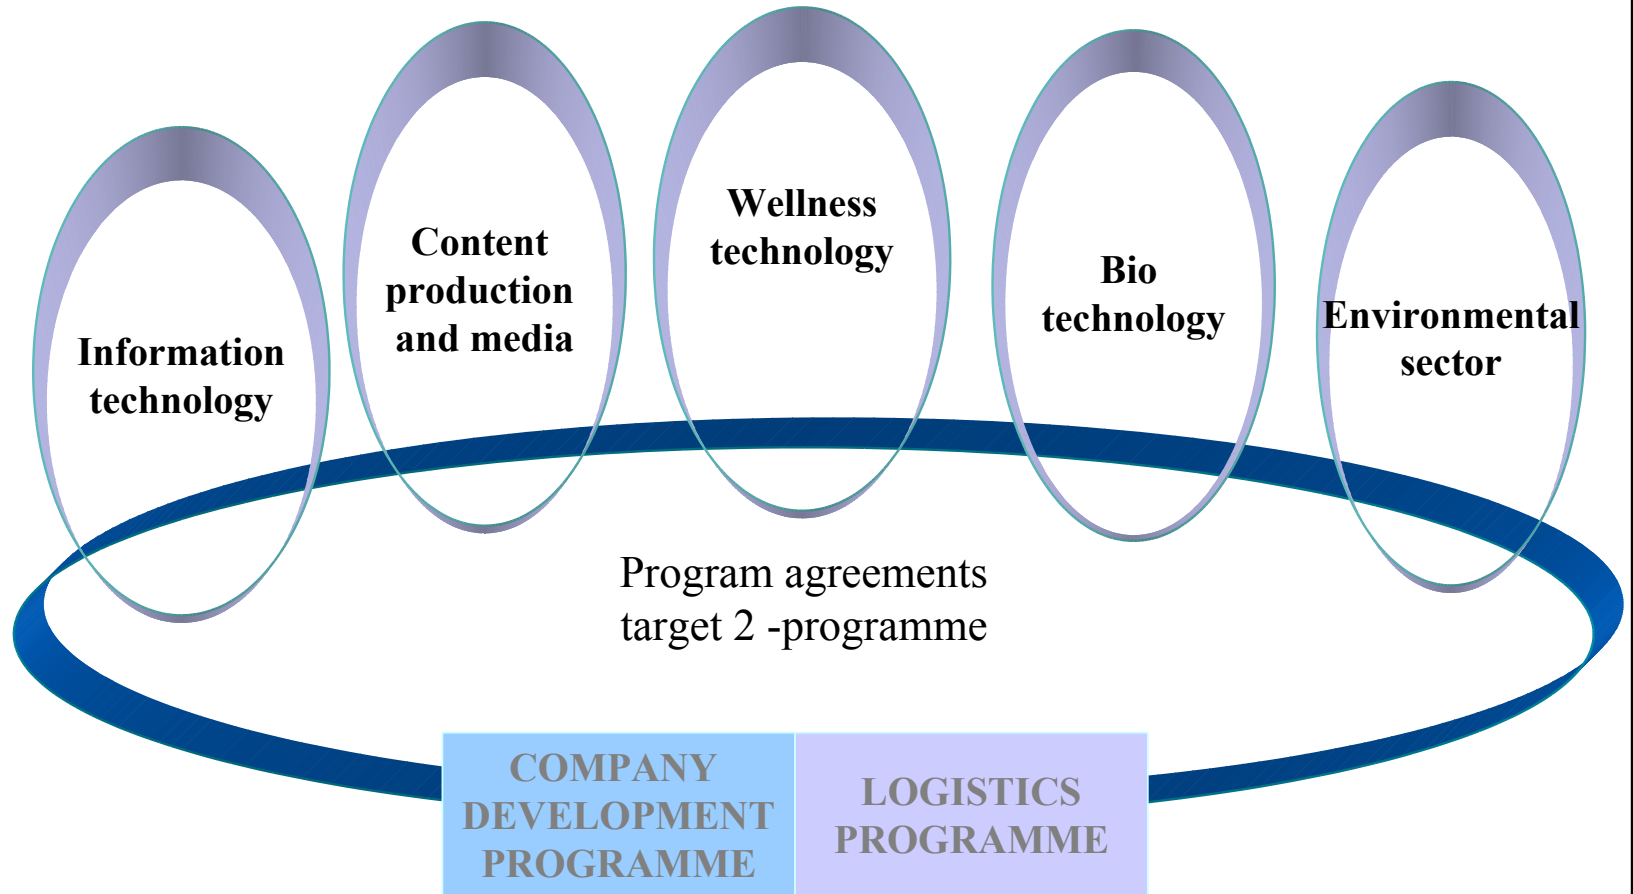 Information
technology
Content
production
and media
Wellness
technology
Bio
technology
Environmental
sector
Program agreements
target 2 -programme
COMPANY
DEVELOPMENT
PROGRAMME
LOGISTICS
PROGRAMME